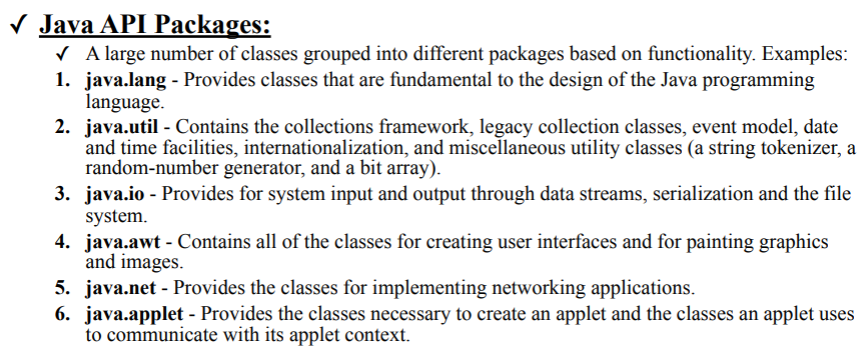 ✓ Java API Packages:
✓ A large number of classes grouped into different packages based on functionality. Examples:
1. java.lang - Provides classes that are fundamental to the design of the Java programming
language.
2. java.util - Contains the collections framework, legacy collection classes, event model, date
and time facilities, internationalization, and miscellaneous utility classes (a string tokenizer, a
random-number generator, and a bit array).
3. java.io - Provides for system input and output through data streams, serialization and the file
system.
4. java.awt - Contains all of the classes for creating user interfaces and for painting graphics
and images.
5. java.net - Provides the classes for implementing networking applications.
6. java.applet - Provides the classes necessary to create an applet and the classes an applet uses
to communicate with its applet context.